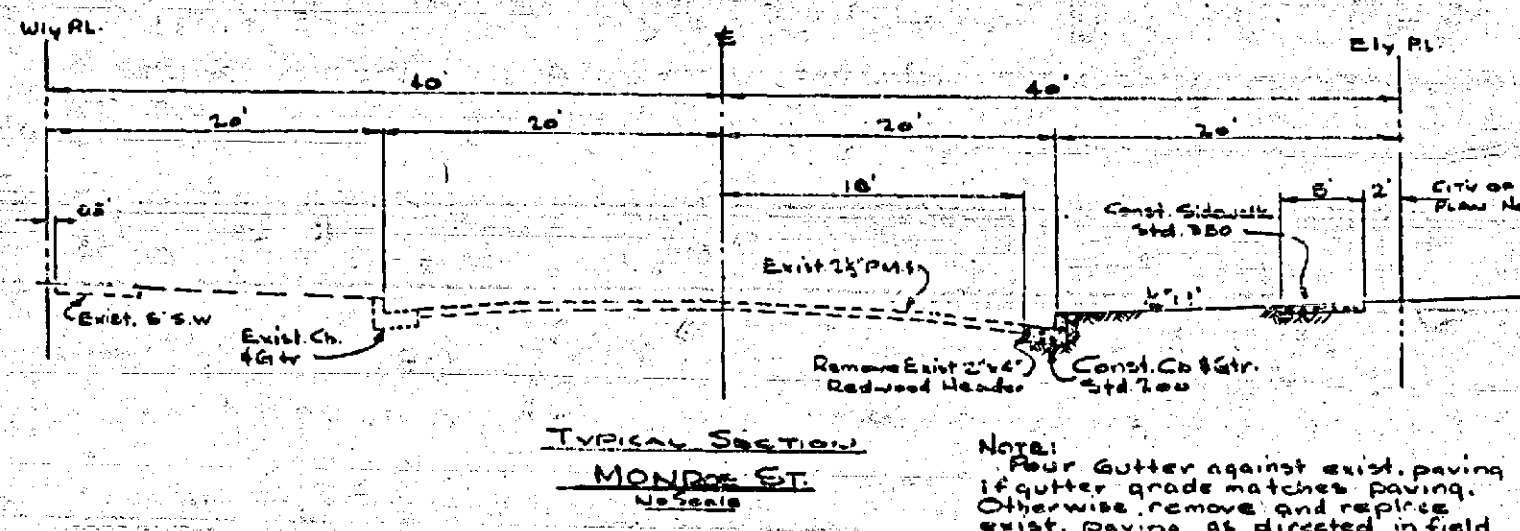 Wly P.L.
℄
Ely P.L.
40'
40'
20'
20'
20'
20'
18'
5'
2'
CITY OF
PLAN No
0.5'
Const. Sidewalk
Std.
Exist. 2½" P.M.S.
Exist. 5' S.W
Exist. Cb.
& Gtr
Remove Exist 2"x4"
Redwood Header
Const. Cb & Gtr.
Std. 200
TYPICAL SECTION
MONROE ST.
No Scale
NOTE:
Pour Gutter against exist. paving
if gutter grade matches paving.
Otherwise remove and replace
exist. paving as directed in field